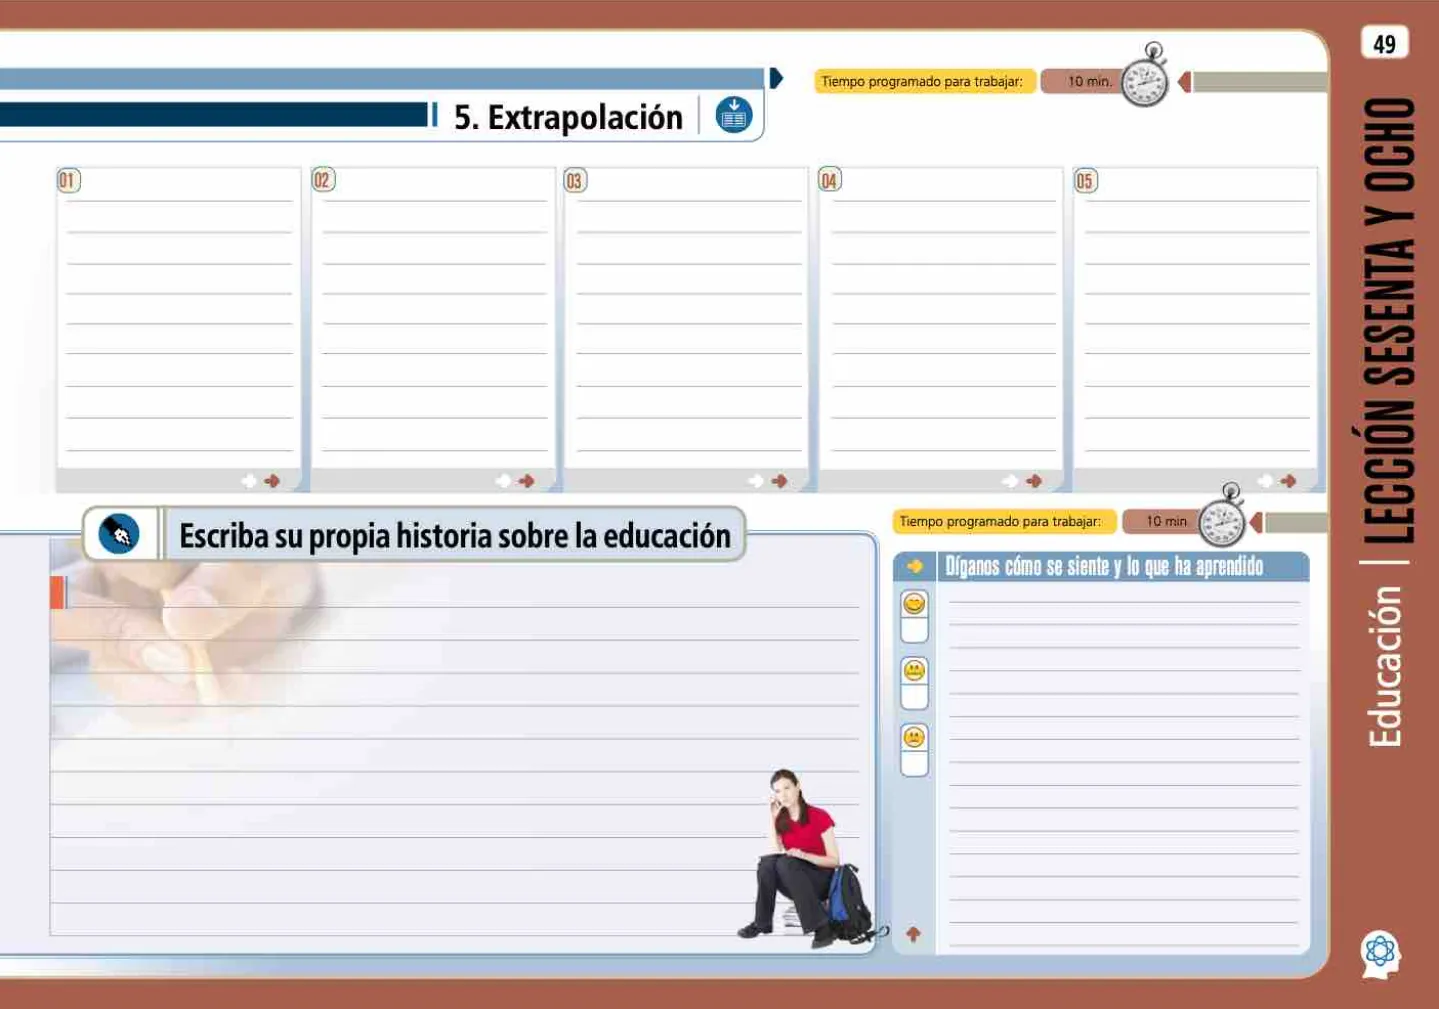 49
Tiempo programado para trabajar:
10 min.
5. Extrapolación
01
02
03
04
05
Escriba su propia historia sobre la educación
Tiempo programado para trabajar:
10 min
Díganos cómo se siente y lo que ha aprendido
Educación | LECCIÓN SESENTA Y OCHO